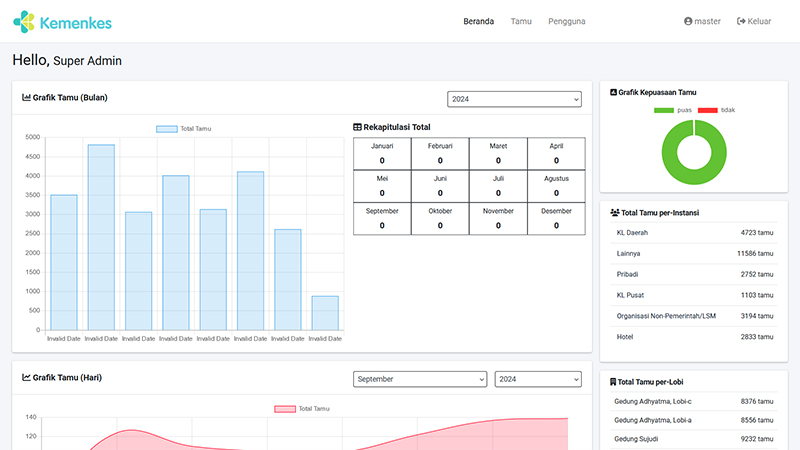 Kemenkes
Beranda Tamu Pengguna master Keluar
Hello, Super Admin
Grafik Tamu (Bulan) 2024
Total Tamu
5000
4500
4000
3500
3000
2500
2000
1500
1000
500
0
Invalid Date Invalid Date Invalid Date Invalid Date Invalid Date Invalid Date Invalid Date Invalid Date
Rekapitulasi Total
Januari Februari Maret April
0 0 0 0
Mei Juni Juli Agustus
0 0 0 0
September Oktober November Desember
0 0 0 0
Grafik Kepuasaan Tamu
puas tidak
Total Tamu per-Instansi
KL Daerah 4723 tamu
Lainnya 11586 tamu
Pribadi 2752 tamu
KL Pusat 1103 tamu
Organisasi Non-Pemerintah/LSM 3194 tamu
Hotel 2833 tamu
Grafik Tamu (Hari) September 2024
Total Tamu
140
120
Total Tamu per-Lobi
Gedung Adhyatma, Lobi-c 8376 tamu
Gedung Adhyatma, Lobi-a 8556 tamu
Gedung Sujudi 9232 tamu